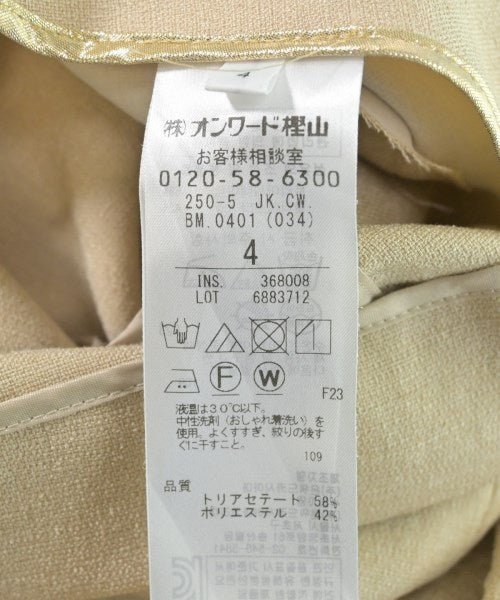 4
(株)オンワード樫山
お客様相談室
0120-58-6300
250-5 JK.CW.
BM.0401 (034)
4
INS. 368008
LOT 6883712
F W
F23
液温は30℃以下。
中性洗剤(おしゃれ着洗い)を
使用。よくすすぎ、絞りの後す
ぐに干すこと。
109
品質
トリアセテート 58%
ポリエステル 42%